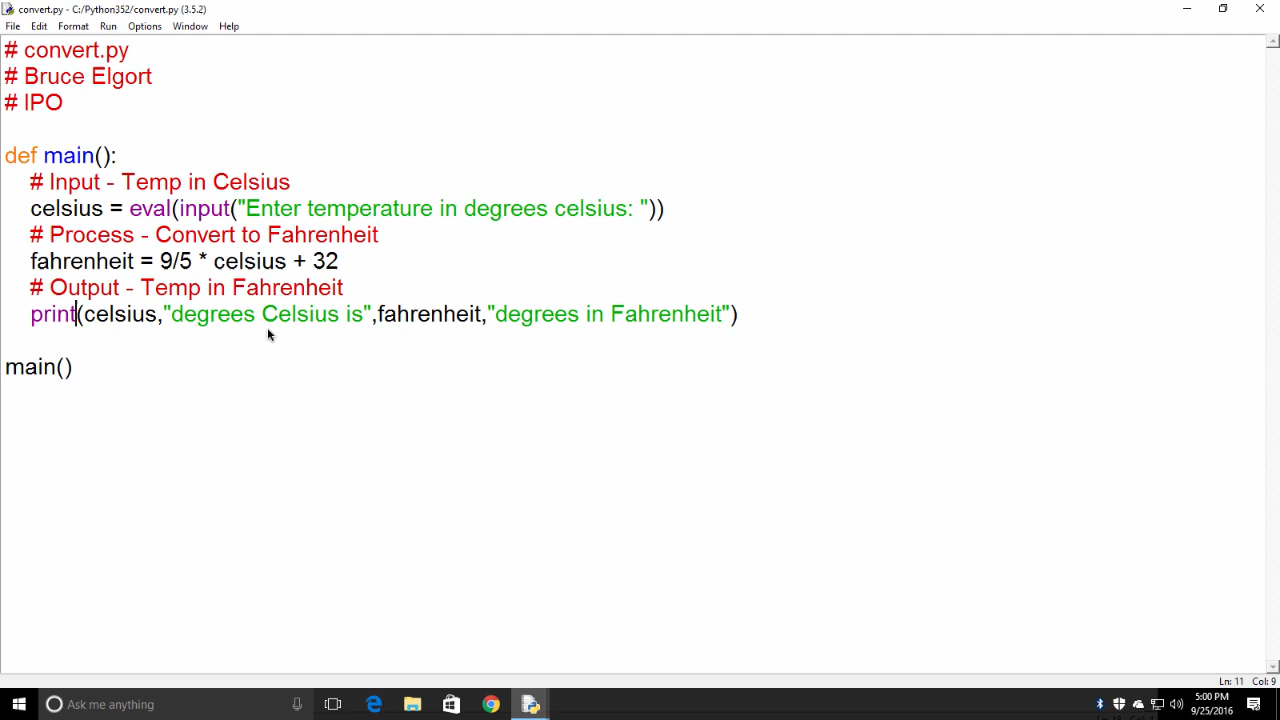 convert.py - C:/Python352/convert.py (3.5.2)
File Edit Format Run Options Window Help
# convert.py
# Bruce Elgort
# IPO
def main():
# Input - Temp in Celsius
celsius = eval(input("Enter temperature in degrees celsius: "))
# Process - Convert to Fahrenheit
fahrenheit = 9/5 * celsius + 32
# Output - Temp in Fahrenheit
print(celsius,"degrees Celsius is",fahrenheit,"degrees in Fahrenheit")
main()
Ln: 11 Col: 9
Ask me anything
5:00 PM
9/25/2016